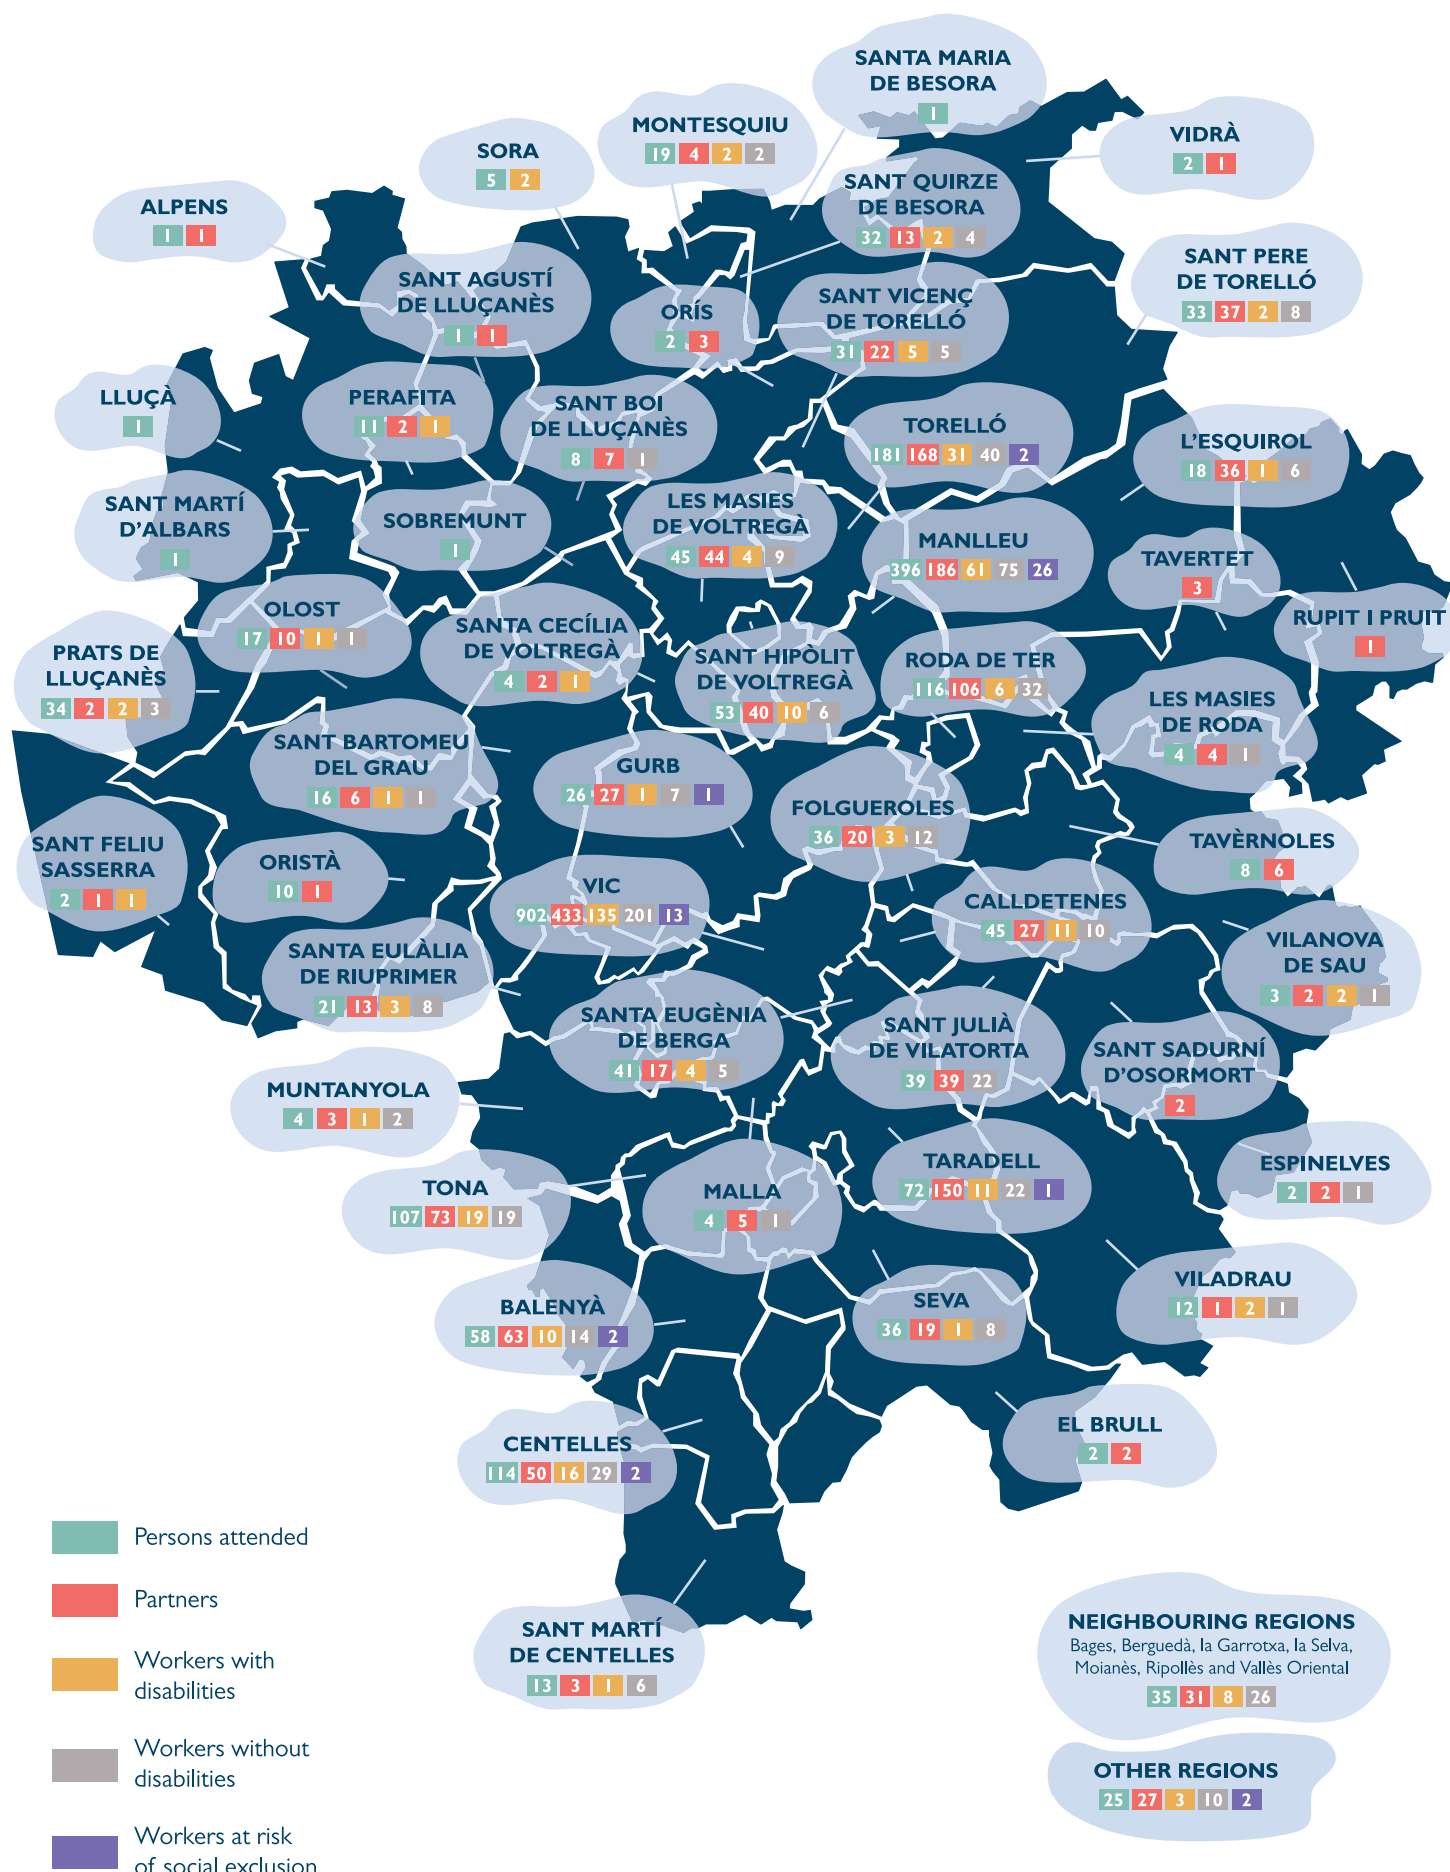 SANTA MARIA
DE BESORA
1
MONTESQUIU
19 4 2 2
VIDRÀ
2 1
SORA
5 2
SANT QUIRZE
DE BESORA
32 13 2 4
ALPENS
1 1
SANT PERE
DE TORELLÓ
33 37 2 8
SANT AGUSTÍ
DE LLUÇANÈS
1 1
ORÍS
2 3
SANT VICENÇ
DE TORELLÓ
31 22 5 5
LLUÇÀ
1
PERAFITA
11 2 1
SANT BOI
DE LLUÇANÈS
8 7 1
TORELLÓ
181 168 31 40 2
L'ESQUIROL
18 36 1 6
SANT MARTÍ
D'ALBARS
1
SOBREMUNT
1
LES MASIES
DE VOLTREGÀ
45 44 4 9
MANLLEU
396 186 61 75 26
TAVERTET
3
OLOST
17 10 1 1
RUPIT I PRUIT
1
PRATS DE
LLUÇANÈS
34 2 2 3
SANTA CECÍLIA
DE VOLTREGÀ
4 2 1
SANT HIPÒLIT
DE VOLTREGÀ
53 40 10 6
RODA DE TER
116 106 6 32
LES MASIES
DE RODA
4 4 1
SANT BARTOMEU
DEL GRAU
16 6 1 1
GURB
26 27 1 7 1
FOLGUEROLES
36 20 3 12
SANT FELIU
SASSERRA
2 1 1
ORISTÀ
10 1
TAVÈRNOLES
8 6
VIC
902 433 135 201 13
CALLDETENES
45 27 11 10
SANTA EULÀLIA
DE RIUPRIMER
21 13 3 8
VILANOVA
DE SAU
3 2 2 1
SANTA EUGÈNIA
DE BERGA
41 17 4 5
SANT JULIÀ
DE VILATORTA
39 39 22
SANT SADURNÍ
D'OSORMORT
2
MUNTANYOLA
4 3 1 2
TARADELL
72 150 11 22 1
ESPINELVES
2 2 1
TONA
107 73 19 19
MALLA
4 5 1
VILADRAU
12 1 2 1
BALENYÀ
58 63 10 14 2
SEVA
36 19 1 8
EL BRULL
2 2
CENTELLES
114 50 16 29 2
SANT MARTÍ
DE CENTELLES
13 3 1 6
Persons attended
Partners
Workers with
disabilities
Workers without
disabilities
Workers at risk
of social exclusion
NEIGHBOURING REGIONS
Bages, Berguedà, la Garrotxa, la Selva,
Moianès, Ripollès and Vallès Oriental
35 31 8 26
OTHER REGIONS
25 27 3 10 2